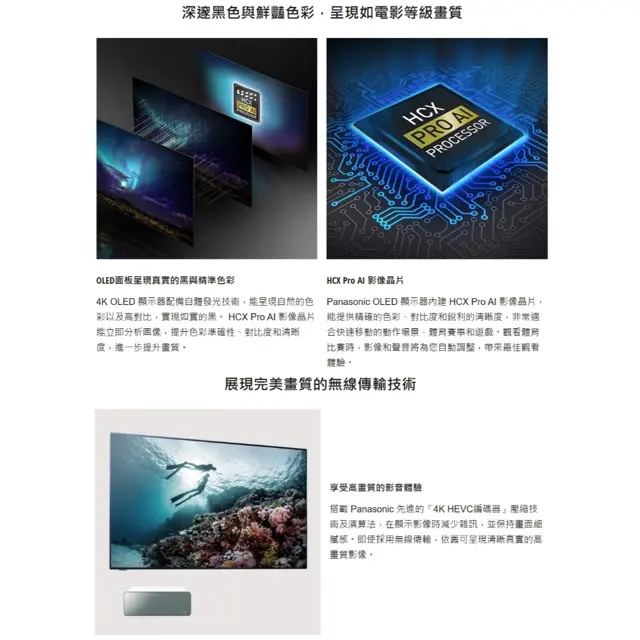 深邃黑色與鮮豔色彩，呈現如電影等級畫質
HCX
PRO AI
PROCESSOR
HCX
PRO AI
PROCESSOR
OLED面板呈現真實的黑與精準色彩
4K OLED 顯示器配備自體發光技術，能呈現自然的色
彩以及高對比，實現如實的黑。HCX Pro AI 影像晶片
能立即分析圖像，提升色彩準確性、對比度和清晰
度，進一步提升畫質。
HCX Pro AI 影像晶片
Panasonic OLED 顯示器內建 HCX Pro AI 影像晶片，
能提供精確的色彩、對比度和銳利的清晰度，非常適
合快速移動的動作場景、體育賽事和遊戲。觀看體育
比賽時，影像和聲音將為您自動調整，帶來最佳觀看
體驗。
展現完美畫質的無線傳輸技術
享受高畫質的影音體驗
搭載 Panasonic 先進的「4K HEVC編碼器」壓縮技
術及演算法，在顯示影像時減少雜訊，並保持畫面細
膩感。即使採用無線傳輸，依舊可呈現清晰真實的高
畫質影像。